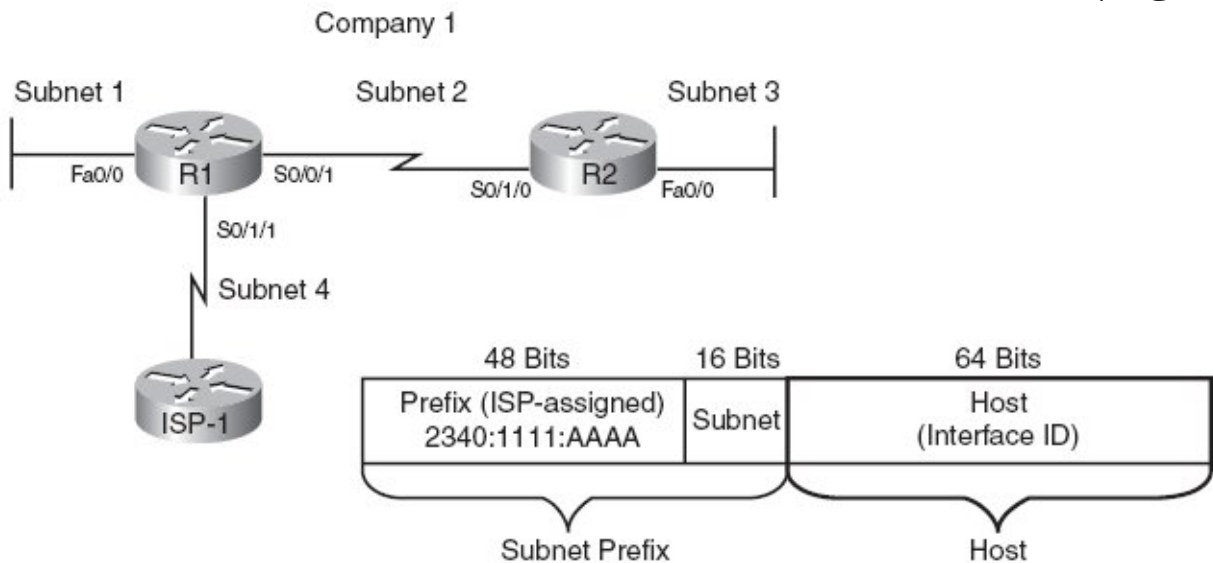 Company 1
Subnet 1
Subnet 2
Subnet 3
Fa0/0
R1
S0/0/1
S0/1/0
R2
Fa0/0
S0/1/1
Subnet 4
ISP-1
48 Bits
16 Bits
64 Bits
Prefix (ISP-assigned)
2340:1111:AAAA
Subnet
Host
(Interface ID)
Subnet Prefix
Host